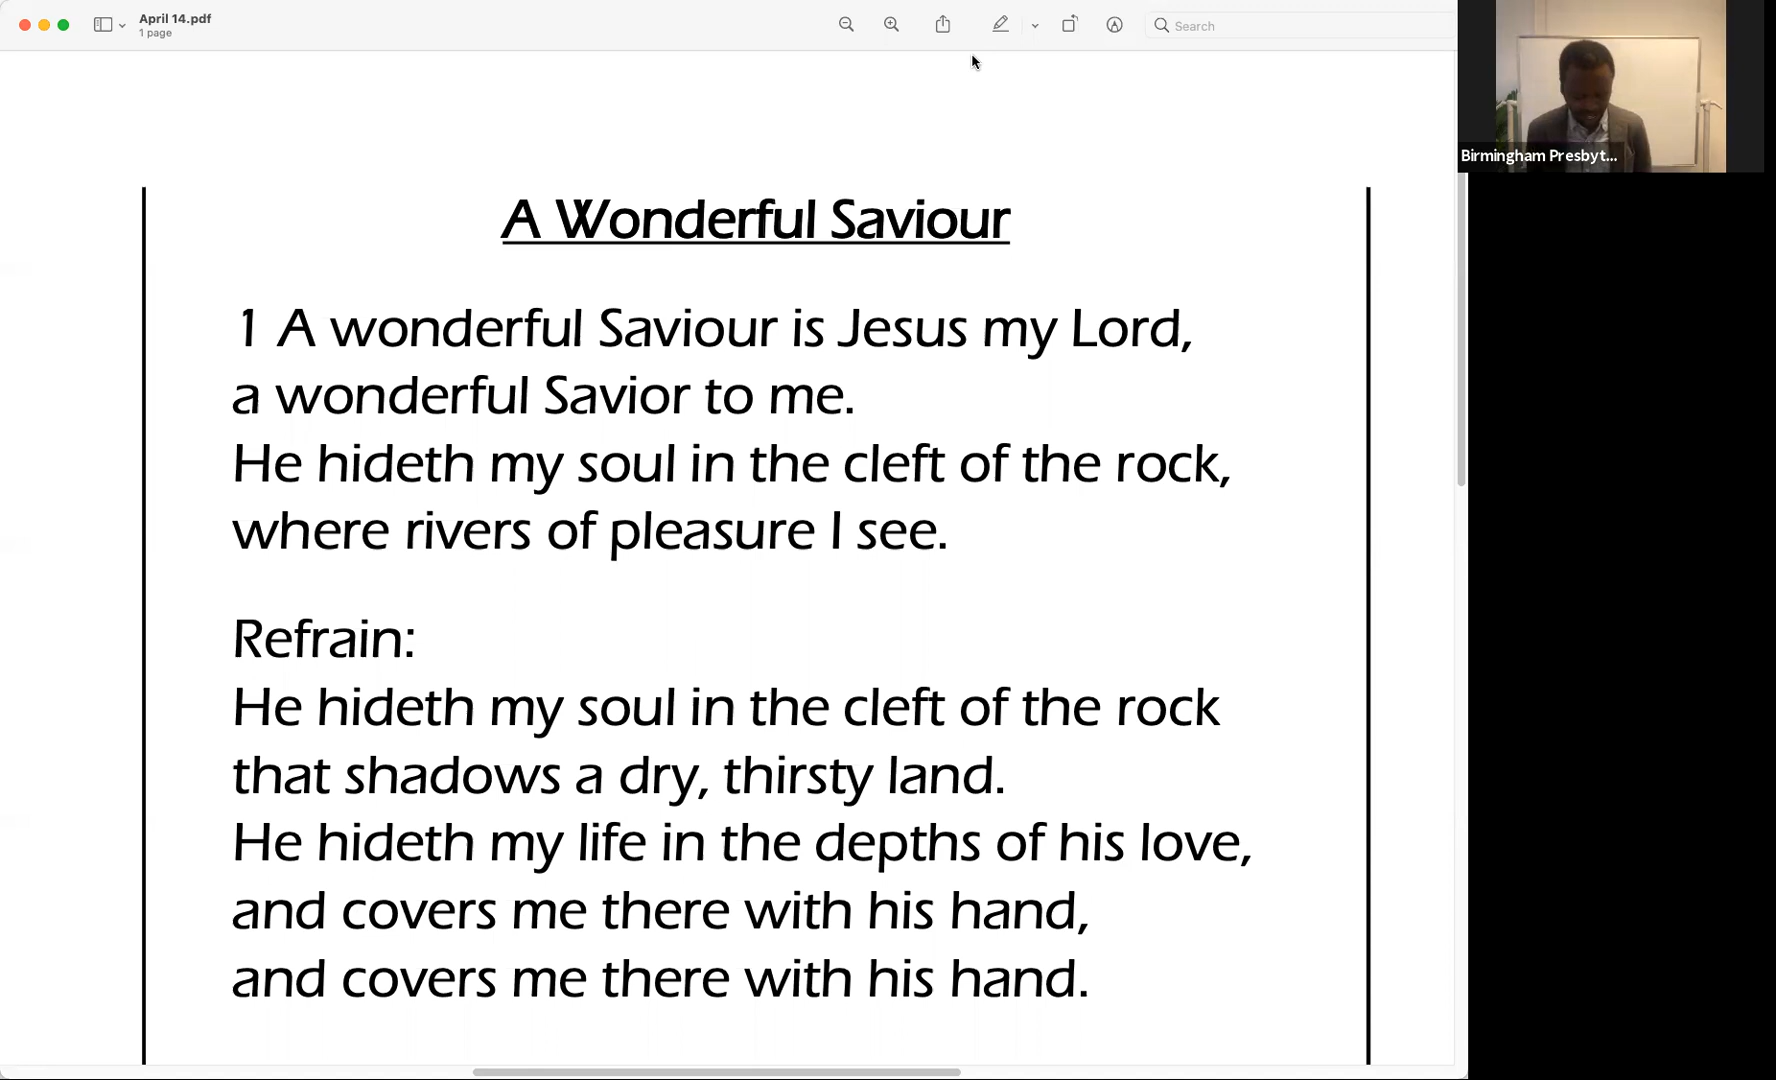 April 14.pdf
1 page
Search
Birmingham Presbyt...
A Wonderful Saviour
1 A wonderful Saviour is Jesus my Lord,
a wonderful Savior to me.
He hideth my soul in the cleft of the rock,
where rivers of pleasure I see.
Refrain:
He hideth my soul in the cleft of the rock
that shadows a dry, thirsty land.
He hideth my life in the depths of his love,
and covers me there with his hand,
and covers me there with his hand.